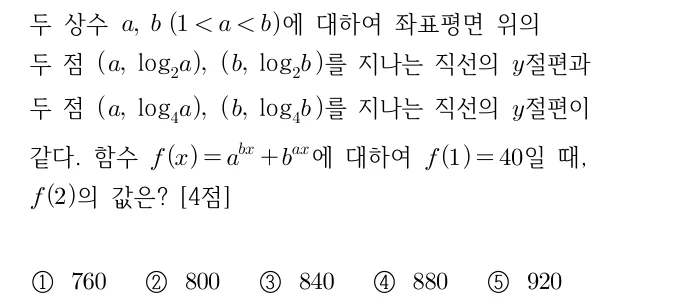 두 상수 a, b (1 < a < b)에 대하여 좌표평면 위의
두 점 (a, log₂a), (b, log₂b)를 지나는 직선의 y절편과
두 점 (a, log₄a), (b, log₄b)를 지나는 직선의 y절편이
같다. 함수 f(x) = a^{bx} + b^{ax}에 대하여 f(1) = 40일 때,
f(2)의 값은? [4점]
① 760 ② 800 ③ 840 ④ 880 ⑤ 920